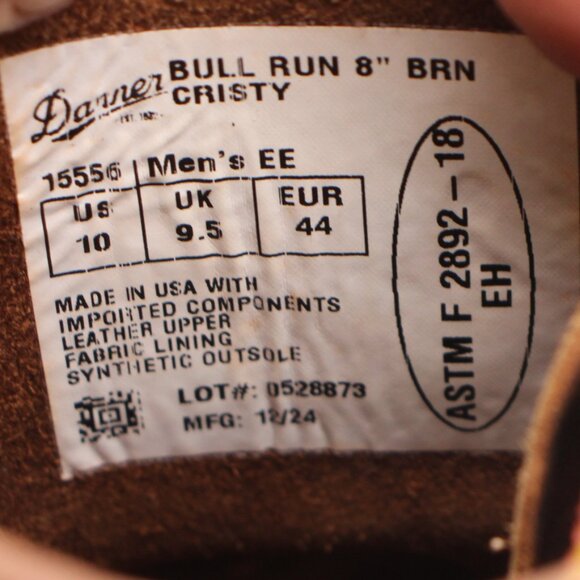 Danner
EST. 1932
BULL RUN 8" BRN
CRISTY
15556 Men's EE
US UK EUR
10 9.5 44
MADE IN USA WITH
IMPORTED COMPONENTS
LEATHER UPPER
FABRIC LINING
SYNTHETIC OUTSOLE
LOT#: 0528873
MFG: 12/24
ASTM F 2892-18
EH